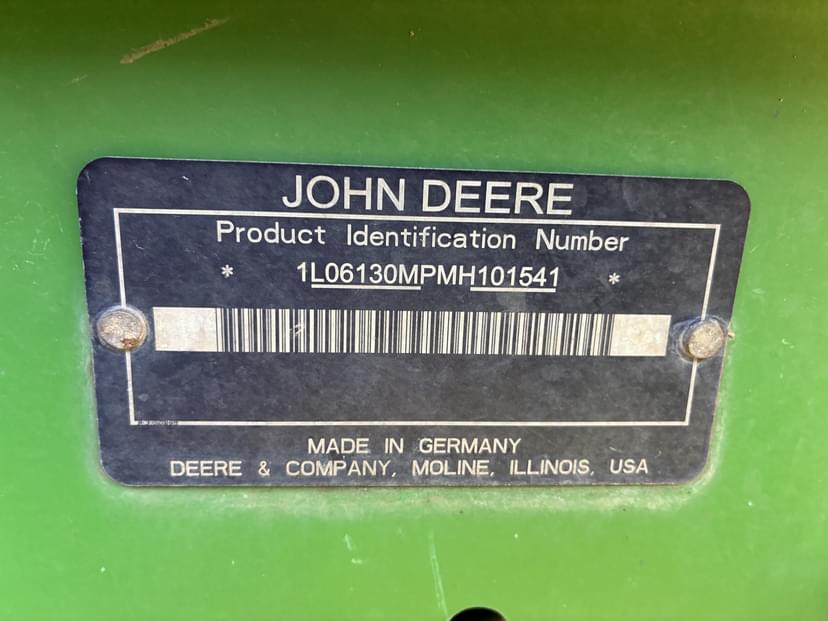 JOHN DEERE
Product Identification Number
* 1L06130MPMH101541 *
MADE IN GERMANY
DEERE & COMPANY, MOLINE, ILLINOIS, USA